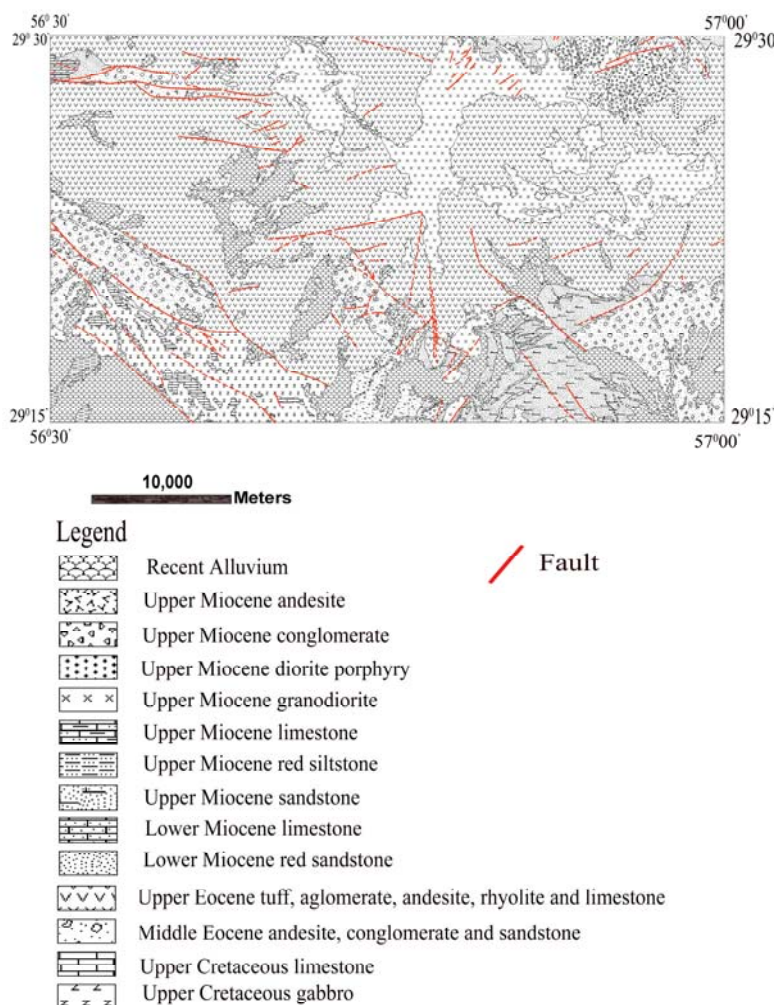 56° 30′ 57°00′
29° 30′ 29°30′
29°15′ 29°15′
56°30′ 57°00′
10,000
Meters
Legend
Fault
Recent Alluvium
Upper Miocene andesite
Upper Miocene conglomerate
Upper Miocene diorite porphyry
Upper Miocene granodiorite
Upper Miocene limestone
Upper Miocene red siltstone
Upper Miocene sandstone
Lower Miocene limestone
Lower Miocene red sandstone
Upper Eocene tuff, aglomerate, andesite, rhyolite and limestone
Middle Eocene andesite, conglomerate and sandstone
Upper Cretaceous limestone
Upper Cretaceous gabbro